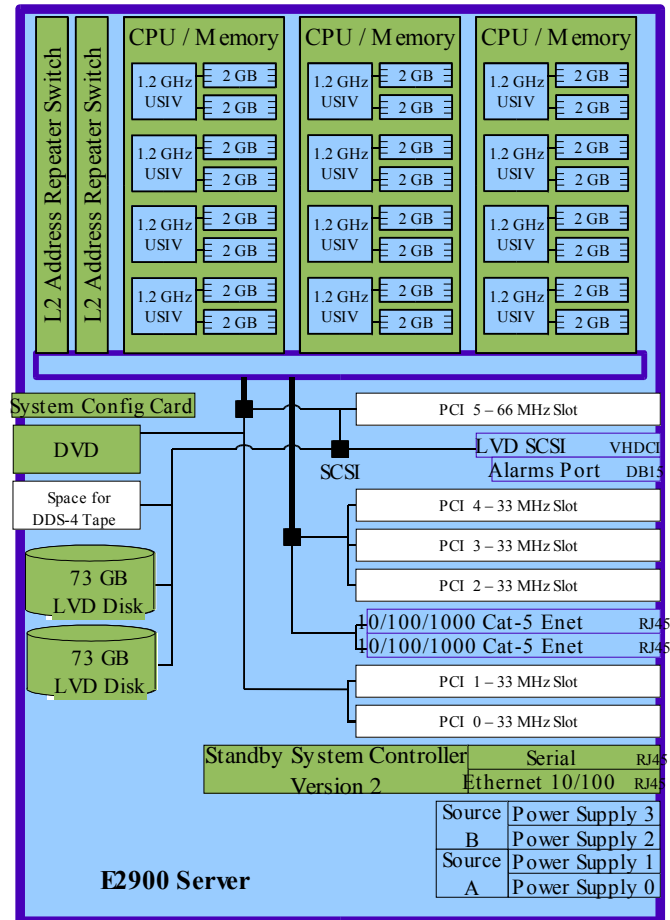 L2 Address Repeater Switch
L2 Address Repeater Switch
CPU / Memory
1.2 GHz
USIV
2 GB
2 GB
1.2 GHz
USIV
2 GB
2 GB
1.2 GHz
USIV
2 GB
2 GB
1.2 GHz
USIV
2 GB
2 GB
CPU / Memory
1.2 GHz
USIV
2 GB
2 GB
1.2 GHz
USIV
2 GB
2 GB
1.2 GHz
USIV
2 GB
2 GB
1.2 GHz
USIV
2 GB
2 GB
CPU / Memory
1.2 GHz
USIV
2 GB
2 GB
1.2 GHz
USIV
2 GB
2 GB
1.2 GHz
USIV
2 GB
2 GB
1.2 GHz
USIV
2 GB
2 GB
System Config Card
DVD
Space for
DDS-4 Tape
73 GB
LVD Disk
73 GB
LVD Disk
SCSI
PCI 5 – 66 MHz Slot
LVD SCSI VHDCI
Alarms Port DB15
PCI 4 – 33 MHz Slot
PCI 3 – 33 MHz Slot
PCI 2 – 33 MHz Slot
10/100/1000 Cat-5 Enet RJ45
10/100/1000 Cat-5 Enet RJ45
PCI 1 – 33 MHz Slot
PCI 0 – 33 MHz Slot
Standby System Controller
Version 2
Serial RJ45
Ethernet 10/100 RJ45
Source
B
Power Supply 3
Power Supply 2
Source
A
Power Supply 1
Power Supply 0
E2900 Server